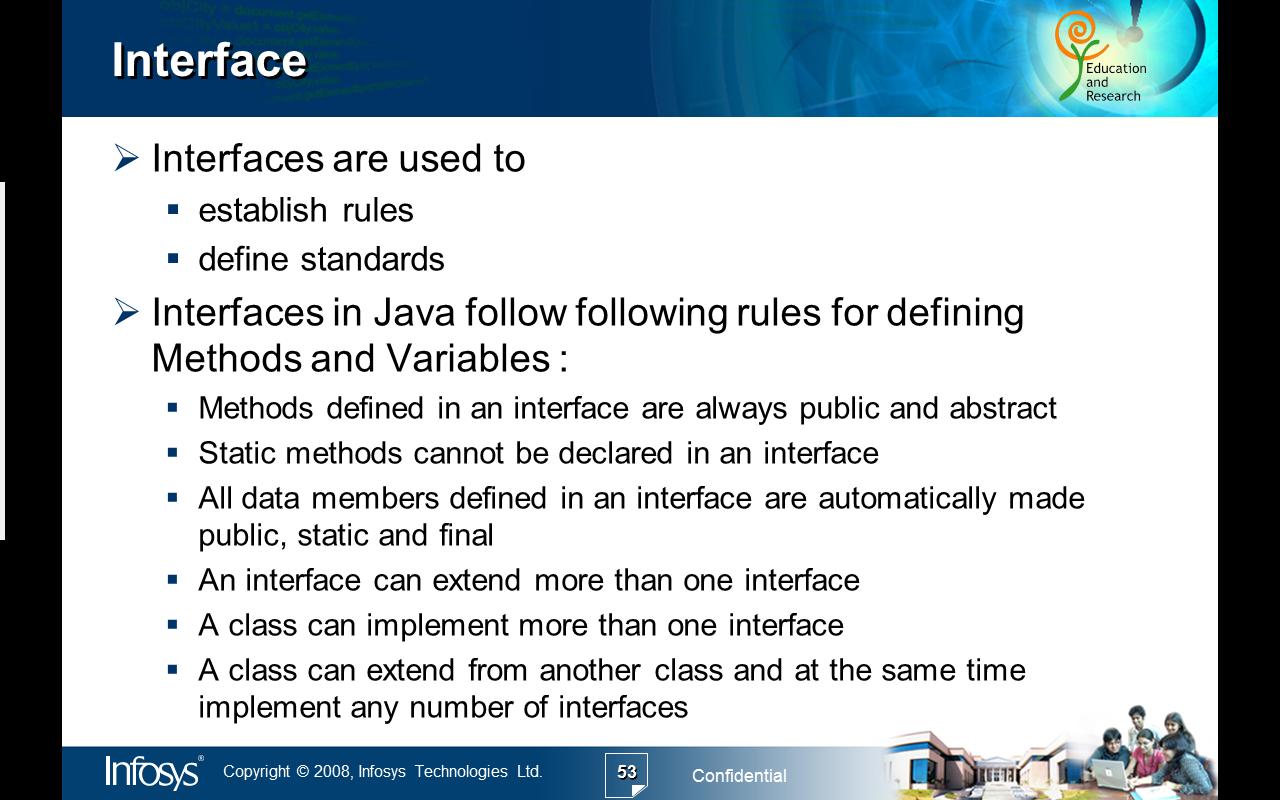 Interface
Education
and
Research
Interfaces are used to
establish rules
define standards
Interfaces in Java follow following rules for defining
Methods and Variables :
Methods defined in an interface are always public and abstract
Static methods cannot be declared in an interface
All data members defined in an interface are automatically made
public, static and final
An interface can extend more than one interface
A class can implement more than one interface
A class can extend from another class and at the same time
implement any number of interfaces
Infosys®
Copyright © 2008, Infosys Technologies Ltd.
53
Confidential